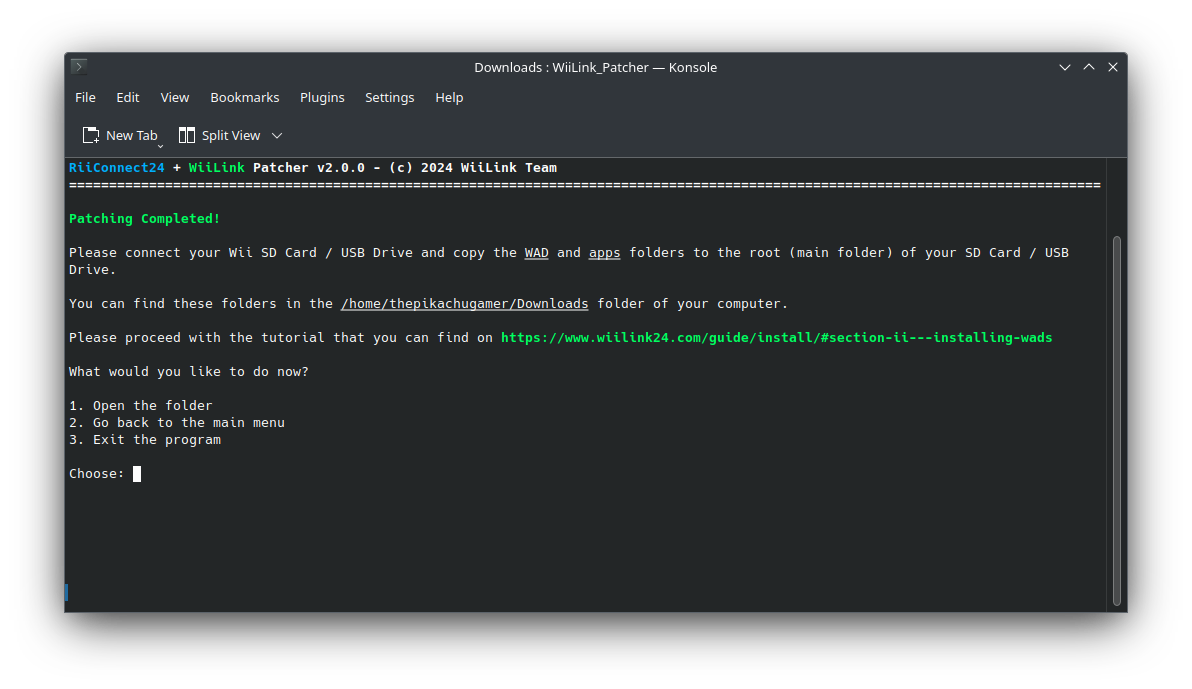 Downloads : WiiLink_Patcher — Konsole
File Edit View Bookmarks Plugins Settings Help
New Tab Split View
RiiConnect24 + WiiLink Patcher v2.0.0 - (c) 2024 WiiLink Team
=================================================================================================================================
Patching Completed!
Please connect your Wii SD Card / USB Drive and copy the WAD and apps folders to the root (main folder) of your SD Card / USB
Drive.
You can find these folders in the /home/thepikachugamer/Downloads folder of your computer.
Please proceed with the tutorial that you can find on https://www.wiilink24.com/guide/install/#section-ii---installing-wads
What would you like to do now?
1. Open the folder
2. Go back to the main menu
3. Exit the program
Choose: